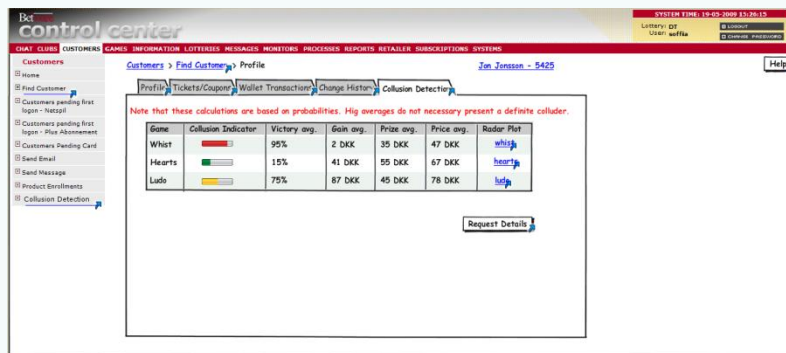 Bet
control center
SYSTEM TIME: 19-05-2009 13:26:15
Lottery: DT
User: soffia
LOGOUT
CHANGE PASSWORD
CHAT CLUBS CUSTOMERS GAMES INFORMATION LOTTERIES MESSAGES MONITORS PROCESSES REPORTS RETAILER SUBSCRIPTIONS SYSTEMS
Customers
Home
Find Customer
Customers pending first
logon - Netspil
Customers pending first
logon - Plus Abonnement
Customers Pending Card
Send Email
Send Message
Product Enrollments
Collusion Detection
Customers > Find Customer > Profile
Jon Jonsson - 5425
Help
Profile Tickets/Coupons Wallet Transactions Change History Collusion Detection
Note that these calculations are based on probabilities. Hig averages do not necessary present a definite colluder.
Game Collusion Indicator Victory avg. Gain avg. Prize avg. Price avg. Radar Plot
Whist 95% 2 DKK 35 DKK 47 DKK whist
Hearts 15% 41 DKK 55 DKK 67 DKK hearts
Ludo 75% 87 DKK 45 DKK 78 DKK ludo
Request Details